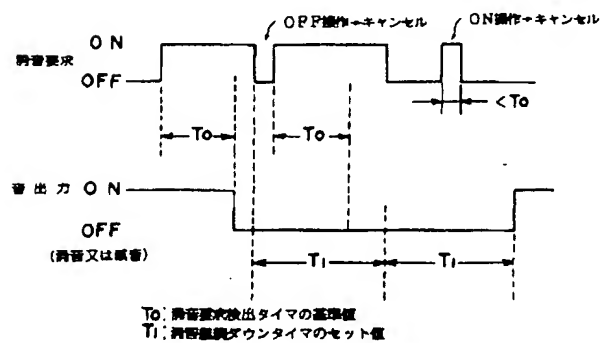 OFF操作→キャンセル
ON操作→キャンセル
ON
消音要求
OFF
<To
To
To
音出力 ON
OFF
(消音又は減音)
T1
T1
To:消音要求検出タイマの基準値
T1:消音継続ダウンタイマのセット値